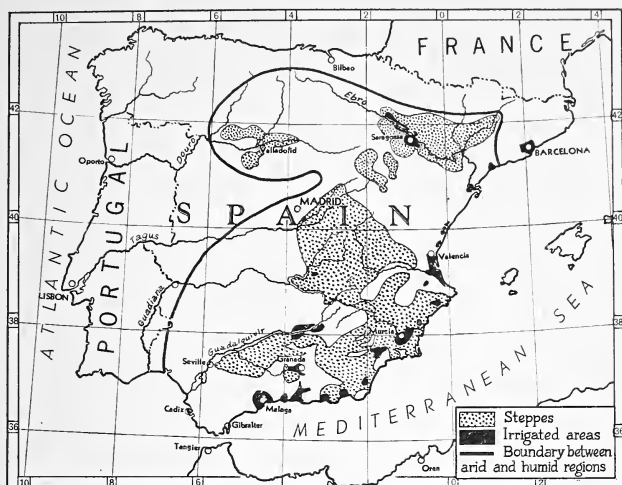 10
8
6
4
2
0
2
4
FRANCE
Bilbao
ATLANTIC OCEAN
42
42
Ebro
Saragossa
Valladolid
BARCELONA
Oporto
Douro
PORTUGAL
MADRID
SPAIN
40
40
Tagus
Valencia
LISBON
Guadiana
38
38
Murcia
Guadalquivir
Seville
Granada
Cadiz
Malaga
MEDITERRANEAN SEA
36
36
Gibralter
Tangier
Oran
Steppes
Irrigated areas
Boundary between
arid and humid regions
10
8
6
4
2
0
2
4